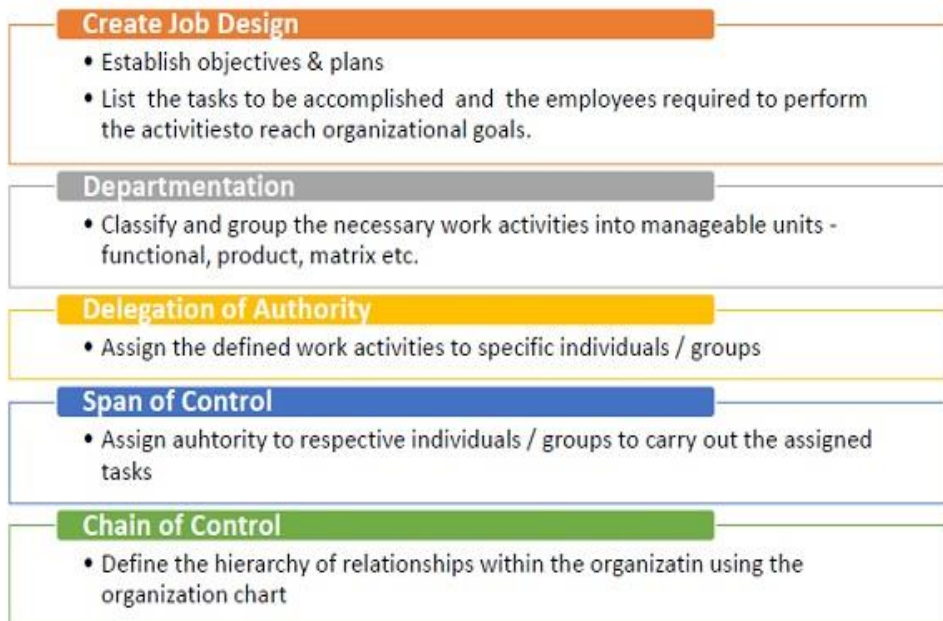 Create Job Design
• Establish objectives & plans
• List the tasks to be accomplished and the employees required to perform
the activitiesto reach organizational goals.
Departmentation
• Classify and group the necessary work activities into manageable units -
functional, product, matrix etc.
Delegation of Authority
• Assign the defined work activities to specific individuals / groups
Span of Control
• Assign auhtority to respective individuals / groups to carry out the assigned
tasks
Chain of Control
• Define the hierarchy of relationships within the organizatin using the
organization chart